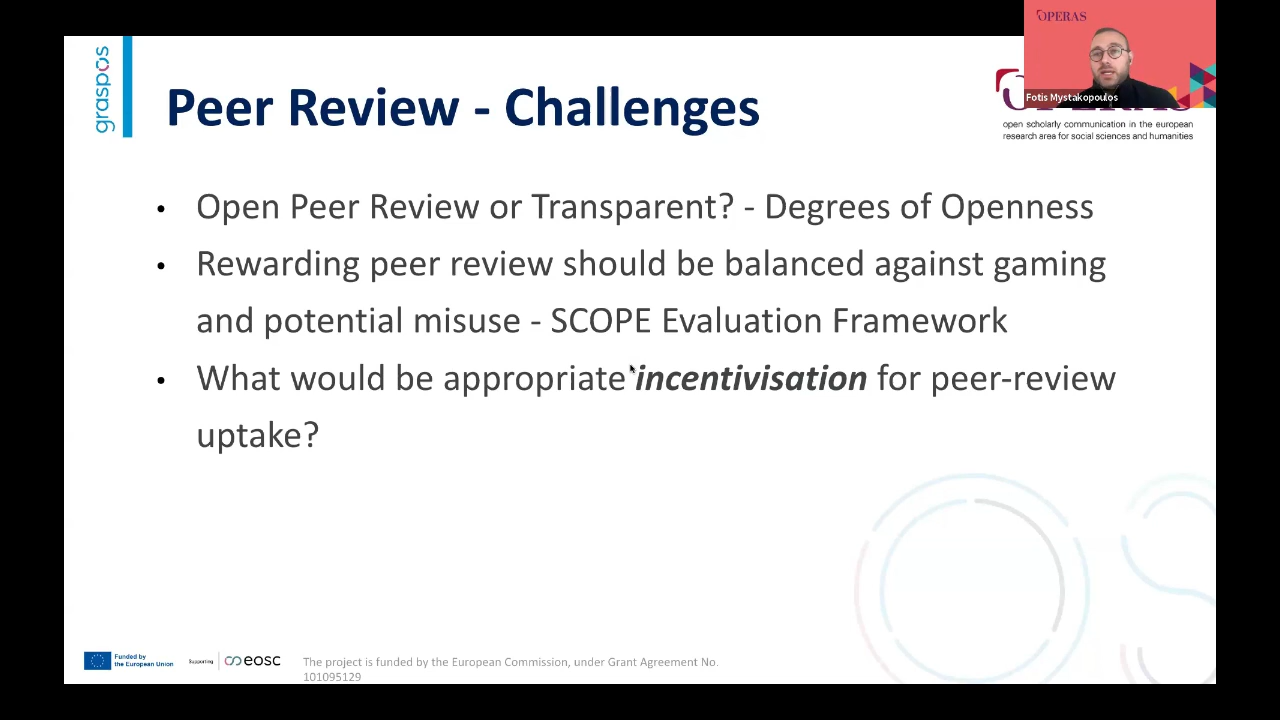 OPERAS
Fotis Mystakopoulos
graspos
Peer Review - Challenges
open scholarly communication in the european
research area for social sciences and humanities
• Open Peer Review or Transparent? - Degrees of Openness
• Rewarding peer review should be balanced against gaming
and potential misuse - SCOPE Evaluation Framework
• What would be appropriate incentivisation for peer-review
uptake?
Funded by
the European Union
Supporting
eosc
The project is funded by the European Commission, under Grant Agreement No.
101095129